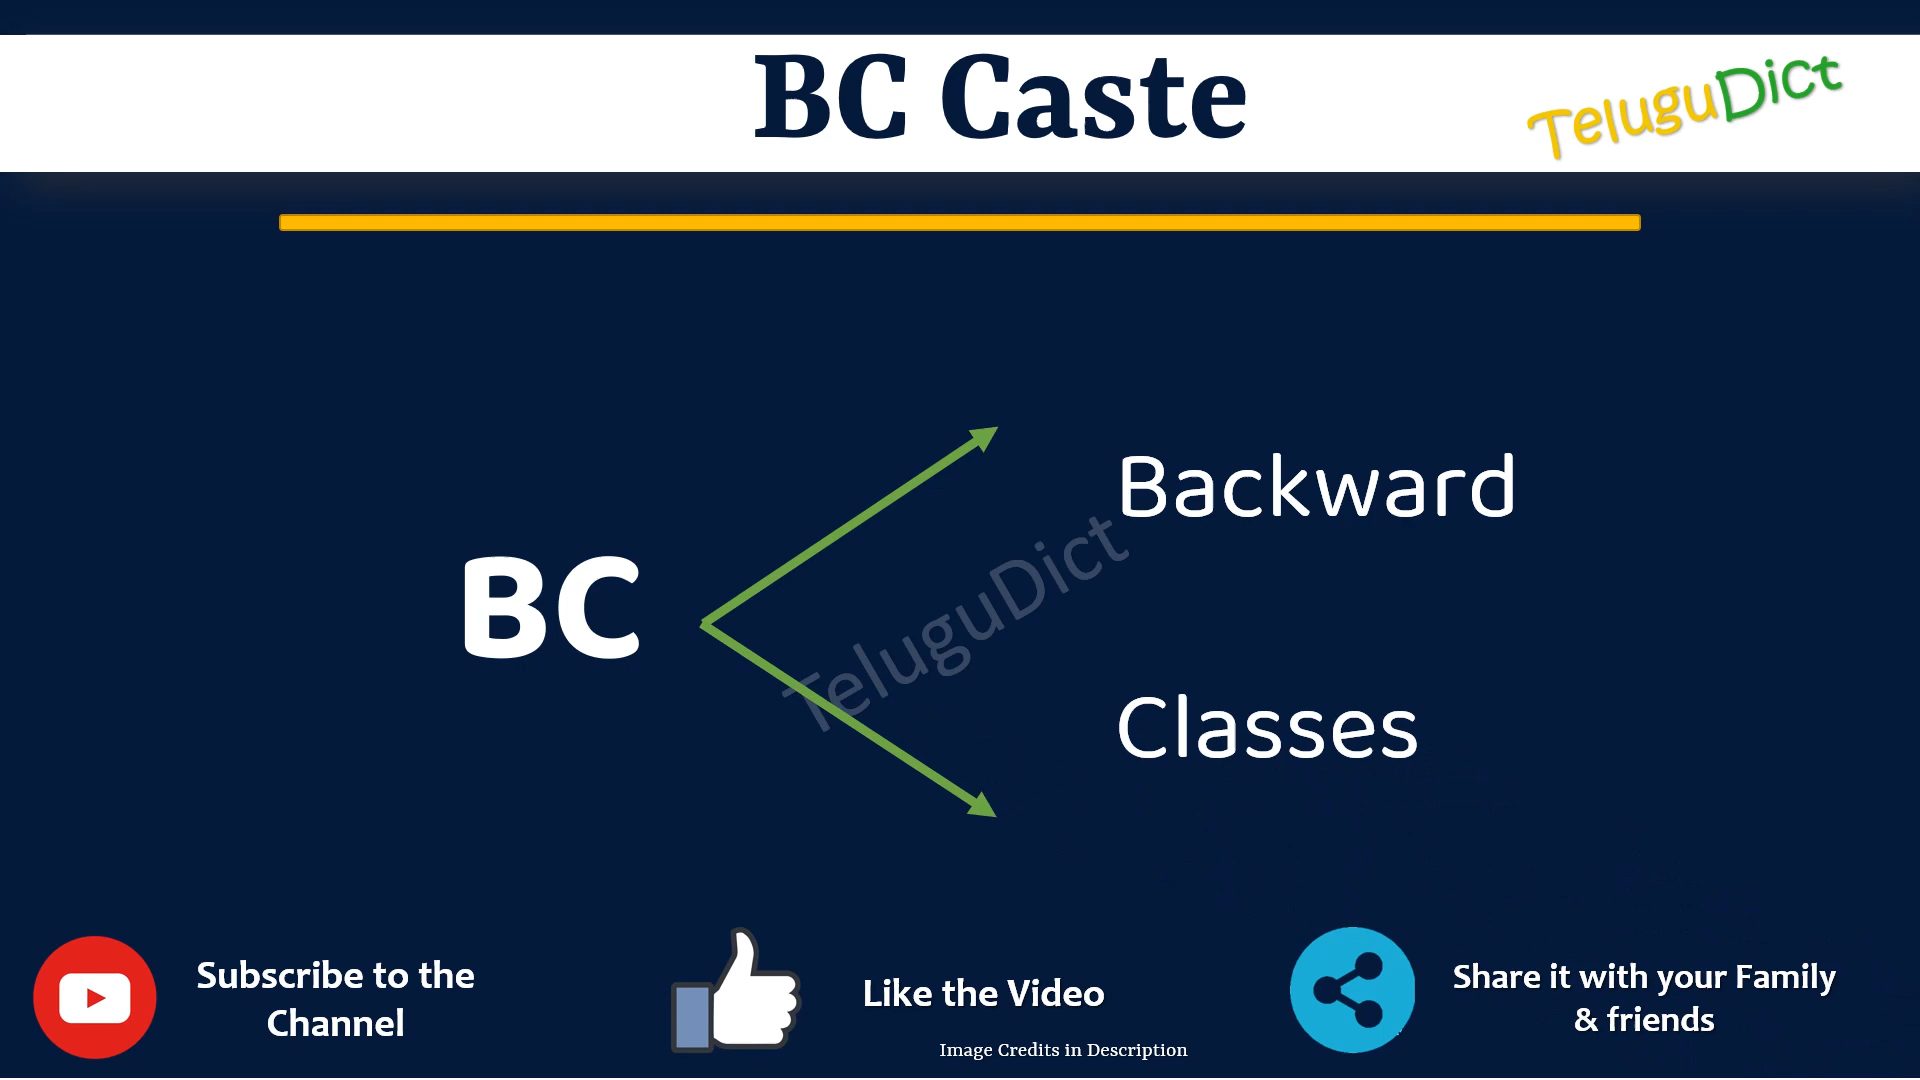 BC Caste
TeluguDict
Backward
BC
TeluguDict
Classes
Subscribe to the
Channel
Like the Video
Share it with your Family
& friends
Image Credits in Description